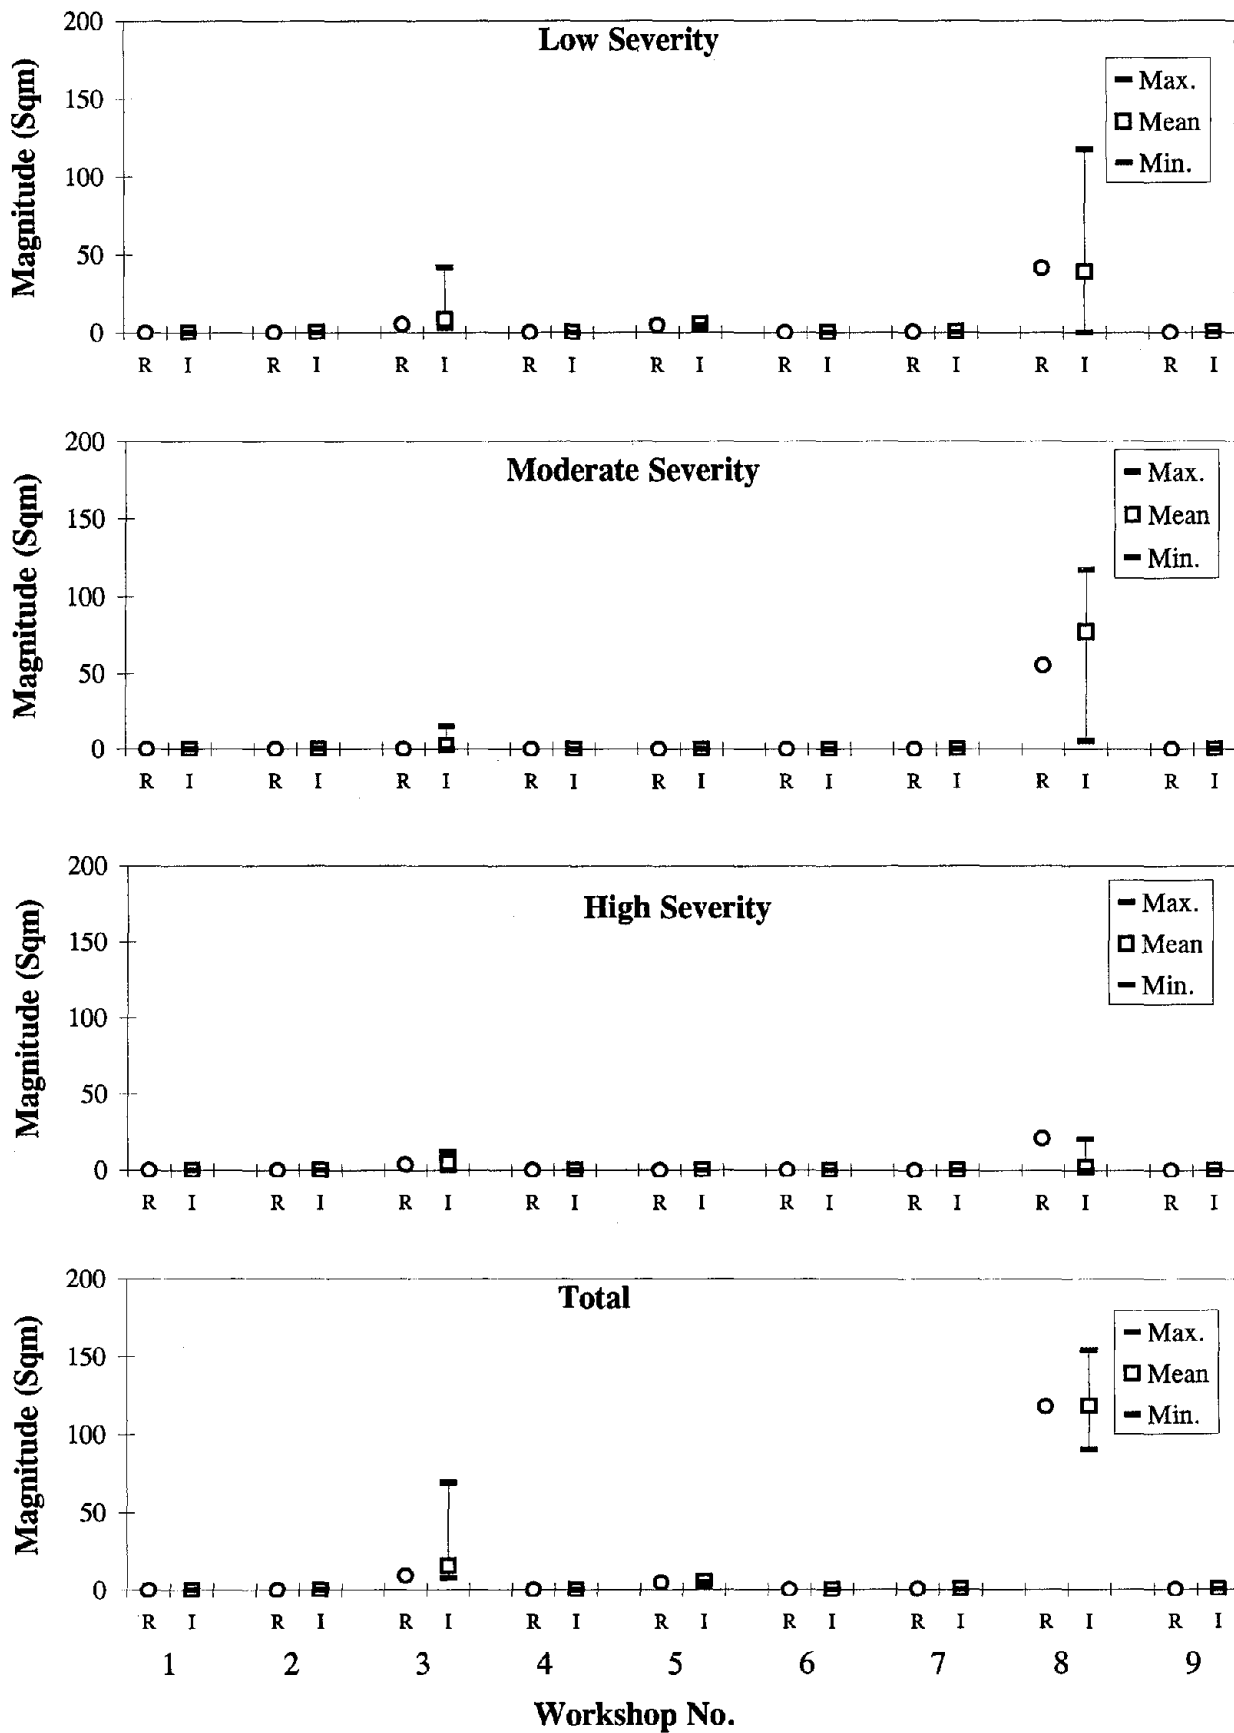 Low Severity
Magnitude (Sqm)
200
150
100
50
0
Max.
Mean
Min.
R I R I R I R I R I R I R I R I R I
Moderate Severity
Magnitude (Sqm)
200
150
100
50
0
Max.
Mean
Min.
R I R I R I R I R I R I R I R I R I
High Severity
Magnitude (Sqm)
200
150
100
50
0
Max.
Mean
Min.
R I R I R I R I R I R I R I R I R I
Total
Magnitude (Sqm)
200
150
100
50
0
Max.
Mean
Min.
R I R I R I R I R I R I R I R I R I
1 2 3 4 5 6 7 8 9
Workshop No.